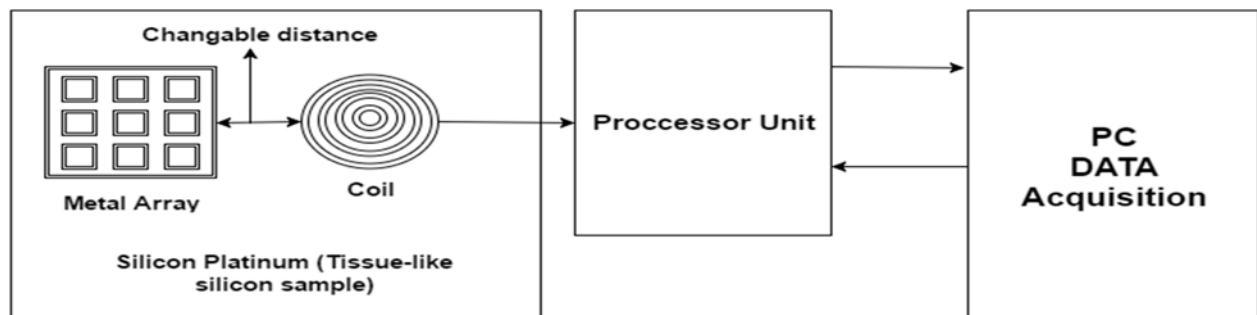 Changable distance
Metal Array
Coil
Silicon Platinum (Tissue-like
silicon sample)
Proccessor Unit
PC
DATA
Acquisition